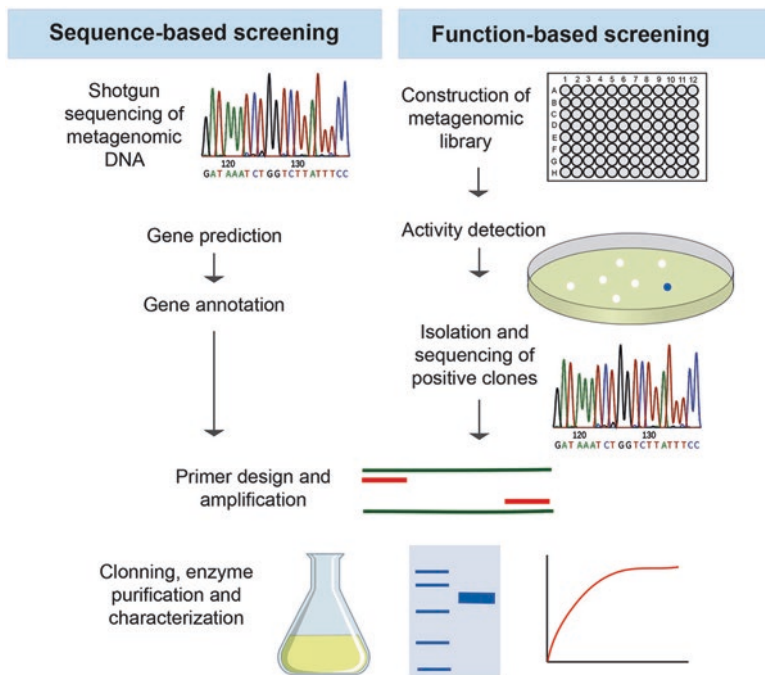 Sequence-based screening
Shotgun
sequencing of
metagenomic
DNA
120 130
GATAAATCTGGTCTTATTTCC
Gene prediction
Gene annotation
Function-based screening
Construction of
metagenomic
library
1 2 3 4 5 6 7 8 9 10 11 12
A
B
C
D
E
F
G
H
Activity detection
Isolation and
sequencing of
positive clones
120 130
GATAAATCTGGTCTTATTTCC
Primer design and
amplification
Clonning, enzyme
purification and
characterization